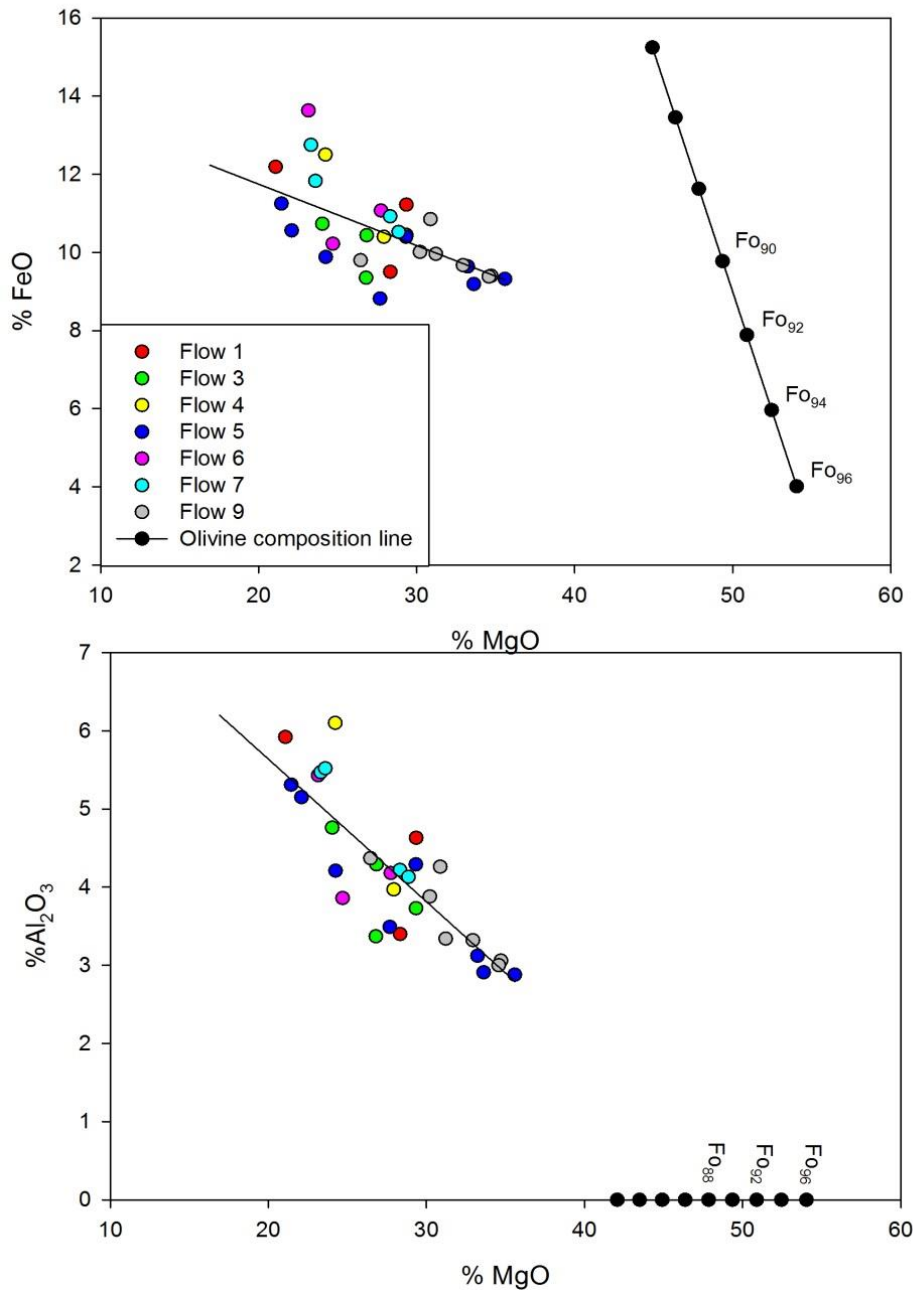 16
14
12
10
8
6
4
2
% FeO
Fo90
Fo92
Fo94
Fo96
Flow 1
Flow 3
Flow 4
Flow 5
Flow 6
Flow 7
Flow 9
Olivine composition line
10 20 30 40 50 60
% MgO
7
6
5
4
3
2
1
0
%Al2O3
Fo88 Fo92 Fo96
10 20 30 40 50 60
% MgO